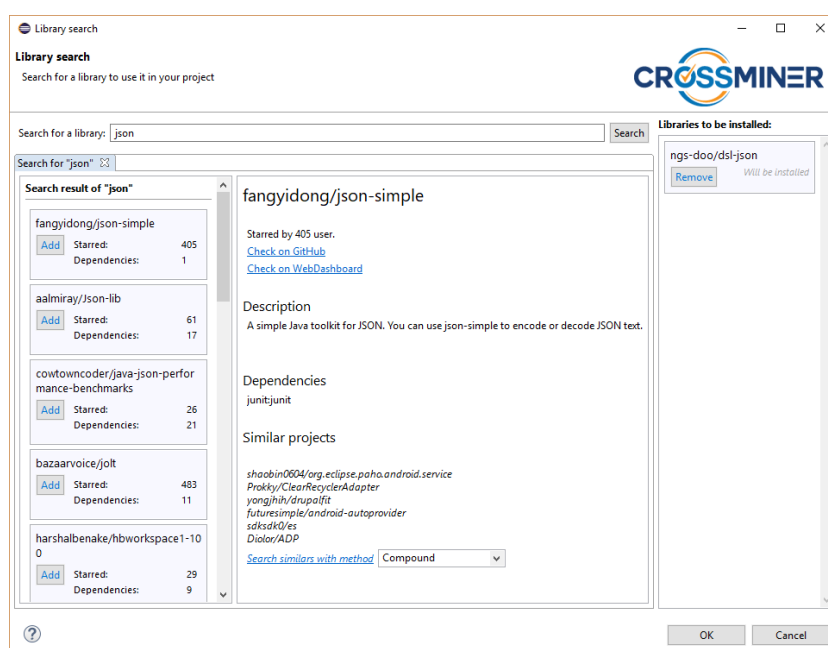 Library search
Library search
Search for a library to use it in your project
CROSSMINER
Search for a library:
json
Search
Libraries to be installed:
ngs-doo/dsl-json
Remove
Will be installed
Search for "json"
Search result of "json"
fangyidong/json-simple
Add
Starred: 405
Dependencies: 1
aalmiray/Json-lib
Add
Starred: 61
Dependencies: 17
cowtowncoder/java-json-perfor
mance-benchmarks
Add
Starred: 26
Dependencies: 21
bazaarvoice/jolt
Add
Starred: 483
Dependencies: 11
harshalbenake/hbworkspace1-10
0
Add
Starred: 29
Dependencies: 9
fangyidong/json-simple
Starred by 405 user.
Check on GitHub
Check on WebDashboard
Description
A simple Java toolkit for JSON. You can use json-simple to encode or decode JSON text.
Dependencies
junit:junit
Similar projects
shaobin0604/org.eclipse.paho.android.service
Prokky/ClearRecyclerAdapter
yongjhih/drupalfit
futuresimple/android-autoprovider
sdksdk0/es
Diolor/ADP
Search similars with method
Compound
?
OK
Cancel